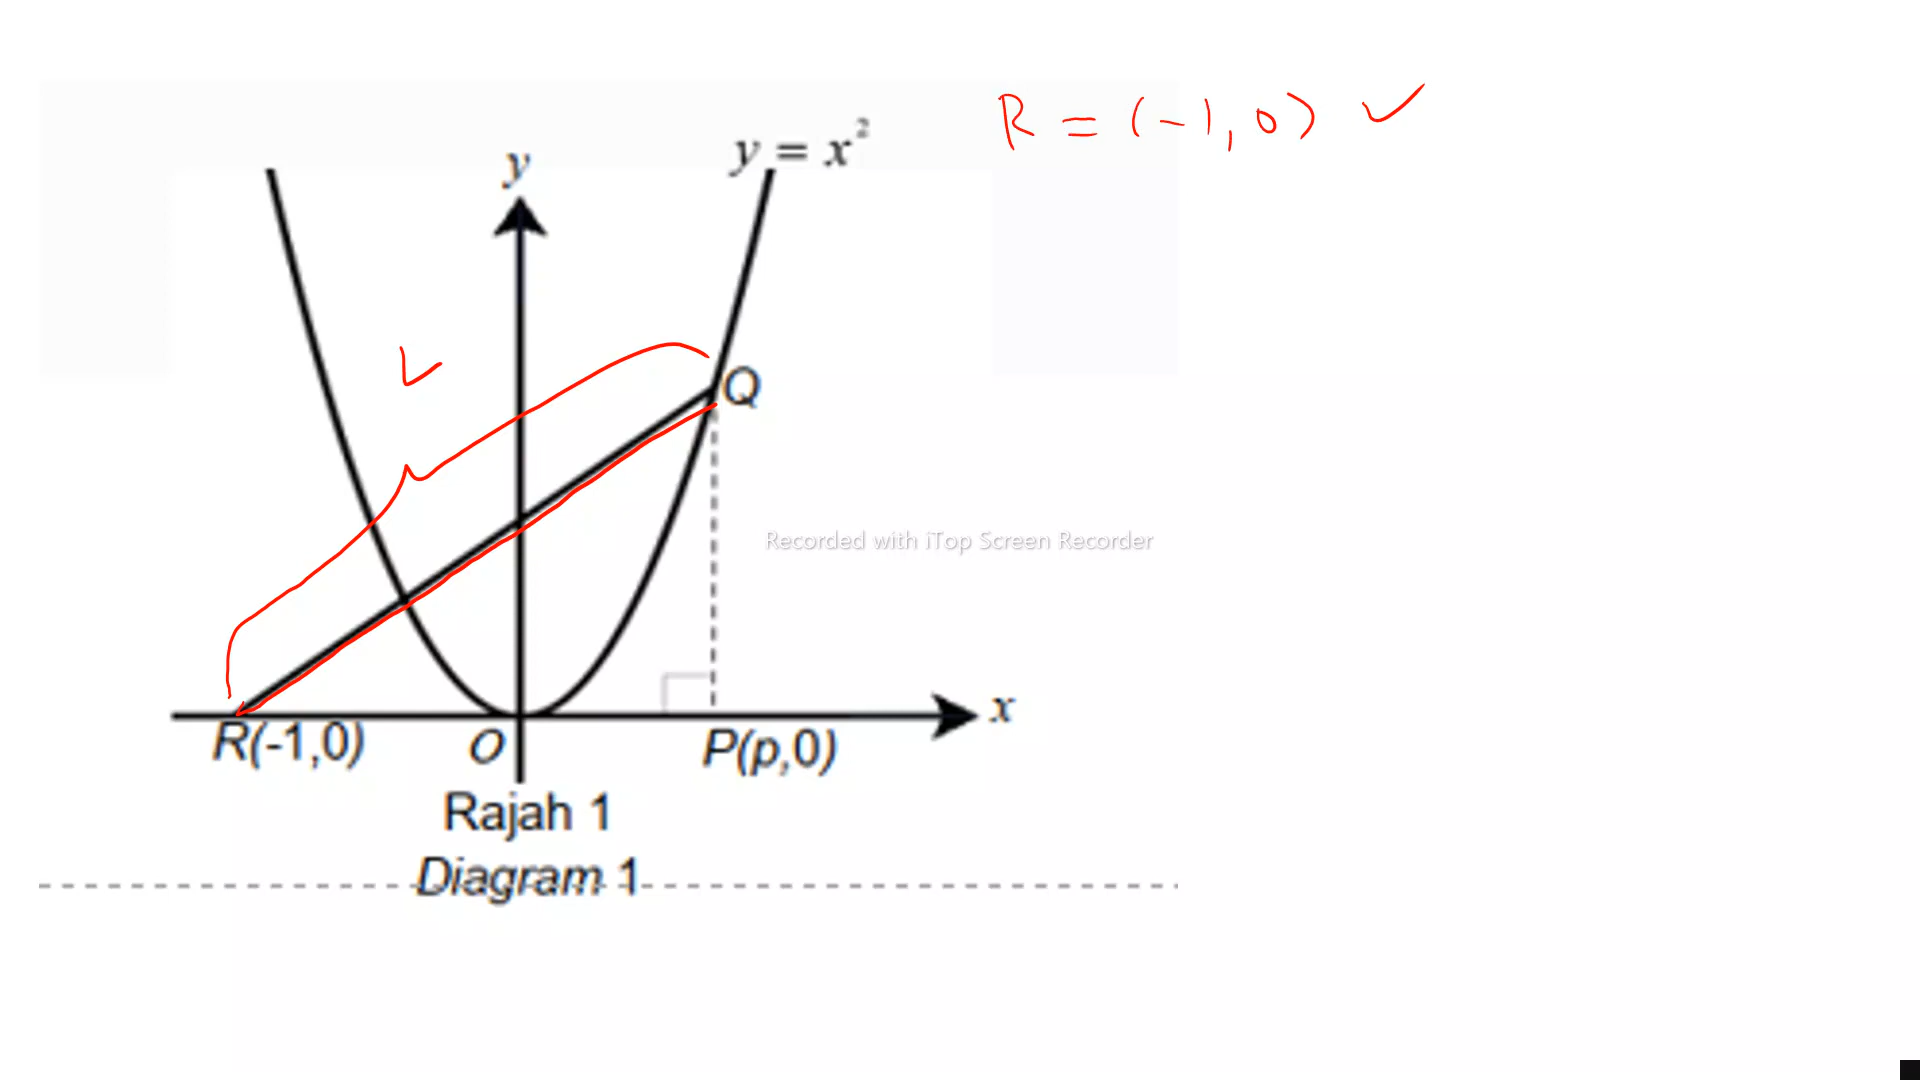 R = (-1,0) ✓
y = x²
y
L
Q
Recorded with iTop Screen Recorder
x
R(-1,0) O P(p,0)
Rajah 1
Diagram 1